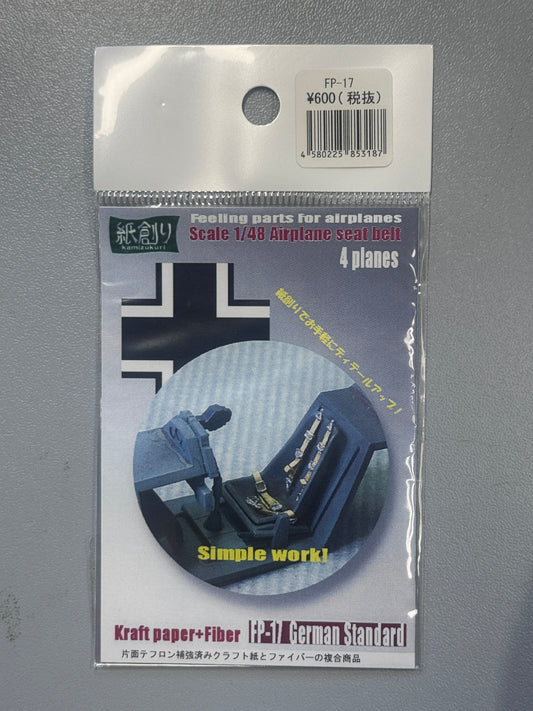 FP-17
¥600(税抜)
4 580225 853187
紙創り
kamizukuri
Feeling parts for airplanes
Scale 1/48 Airplane seat belt
4 planes
紙創りでお手軽にディテールアップ！
Simple work!
Kraft paper+Fiber FP-17 German Standard
片面テフロン補強済みクラフト紙とファイバーの複合商品